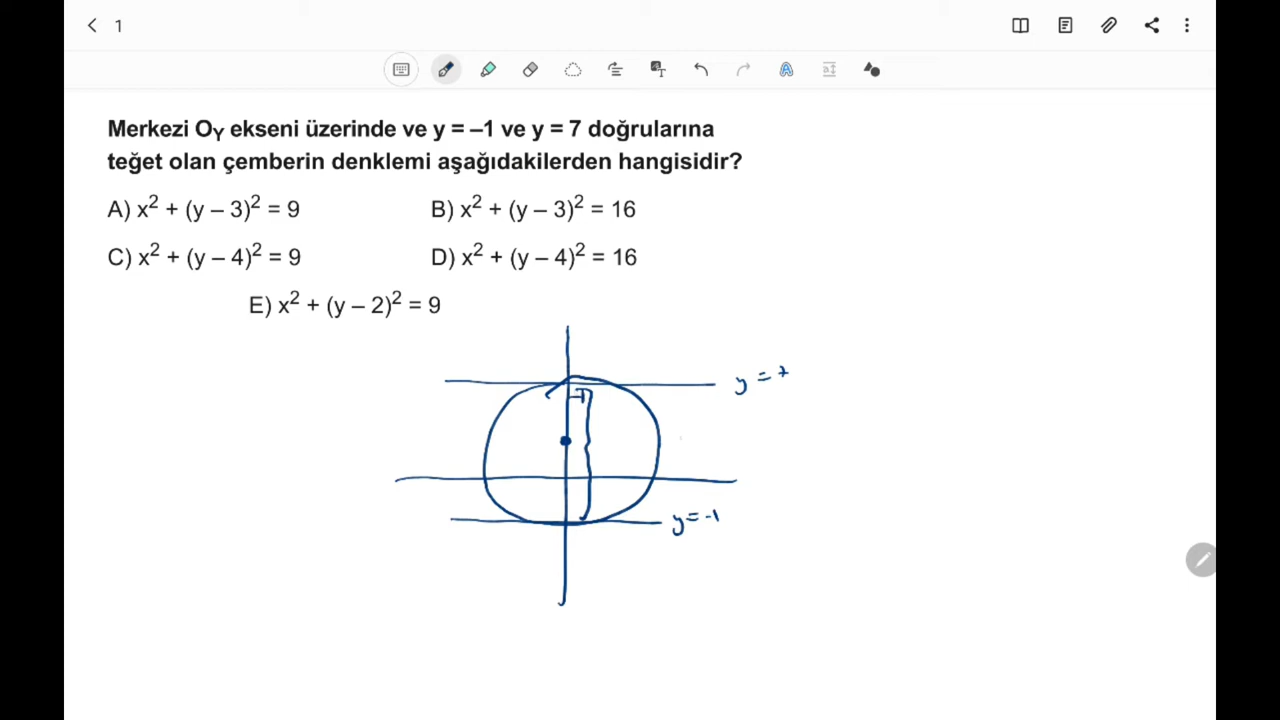 1
Merkezi OY ekseni üzerinde ve y = –1 ve y = 7 doğrularına
teğet olan çemberin denklemi aşağıdakilerden hangisidir?
A) x² + (y – 3)² = 9
B) x² + (y – 3)² = 16
C) x² + (y – 4)² = 9
D) x² + (y – 4)² = 16
E) x² + (y – 2)² = 9
y = 7
y = -1